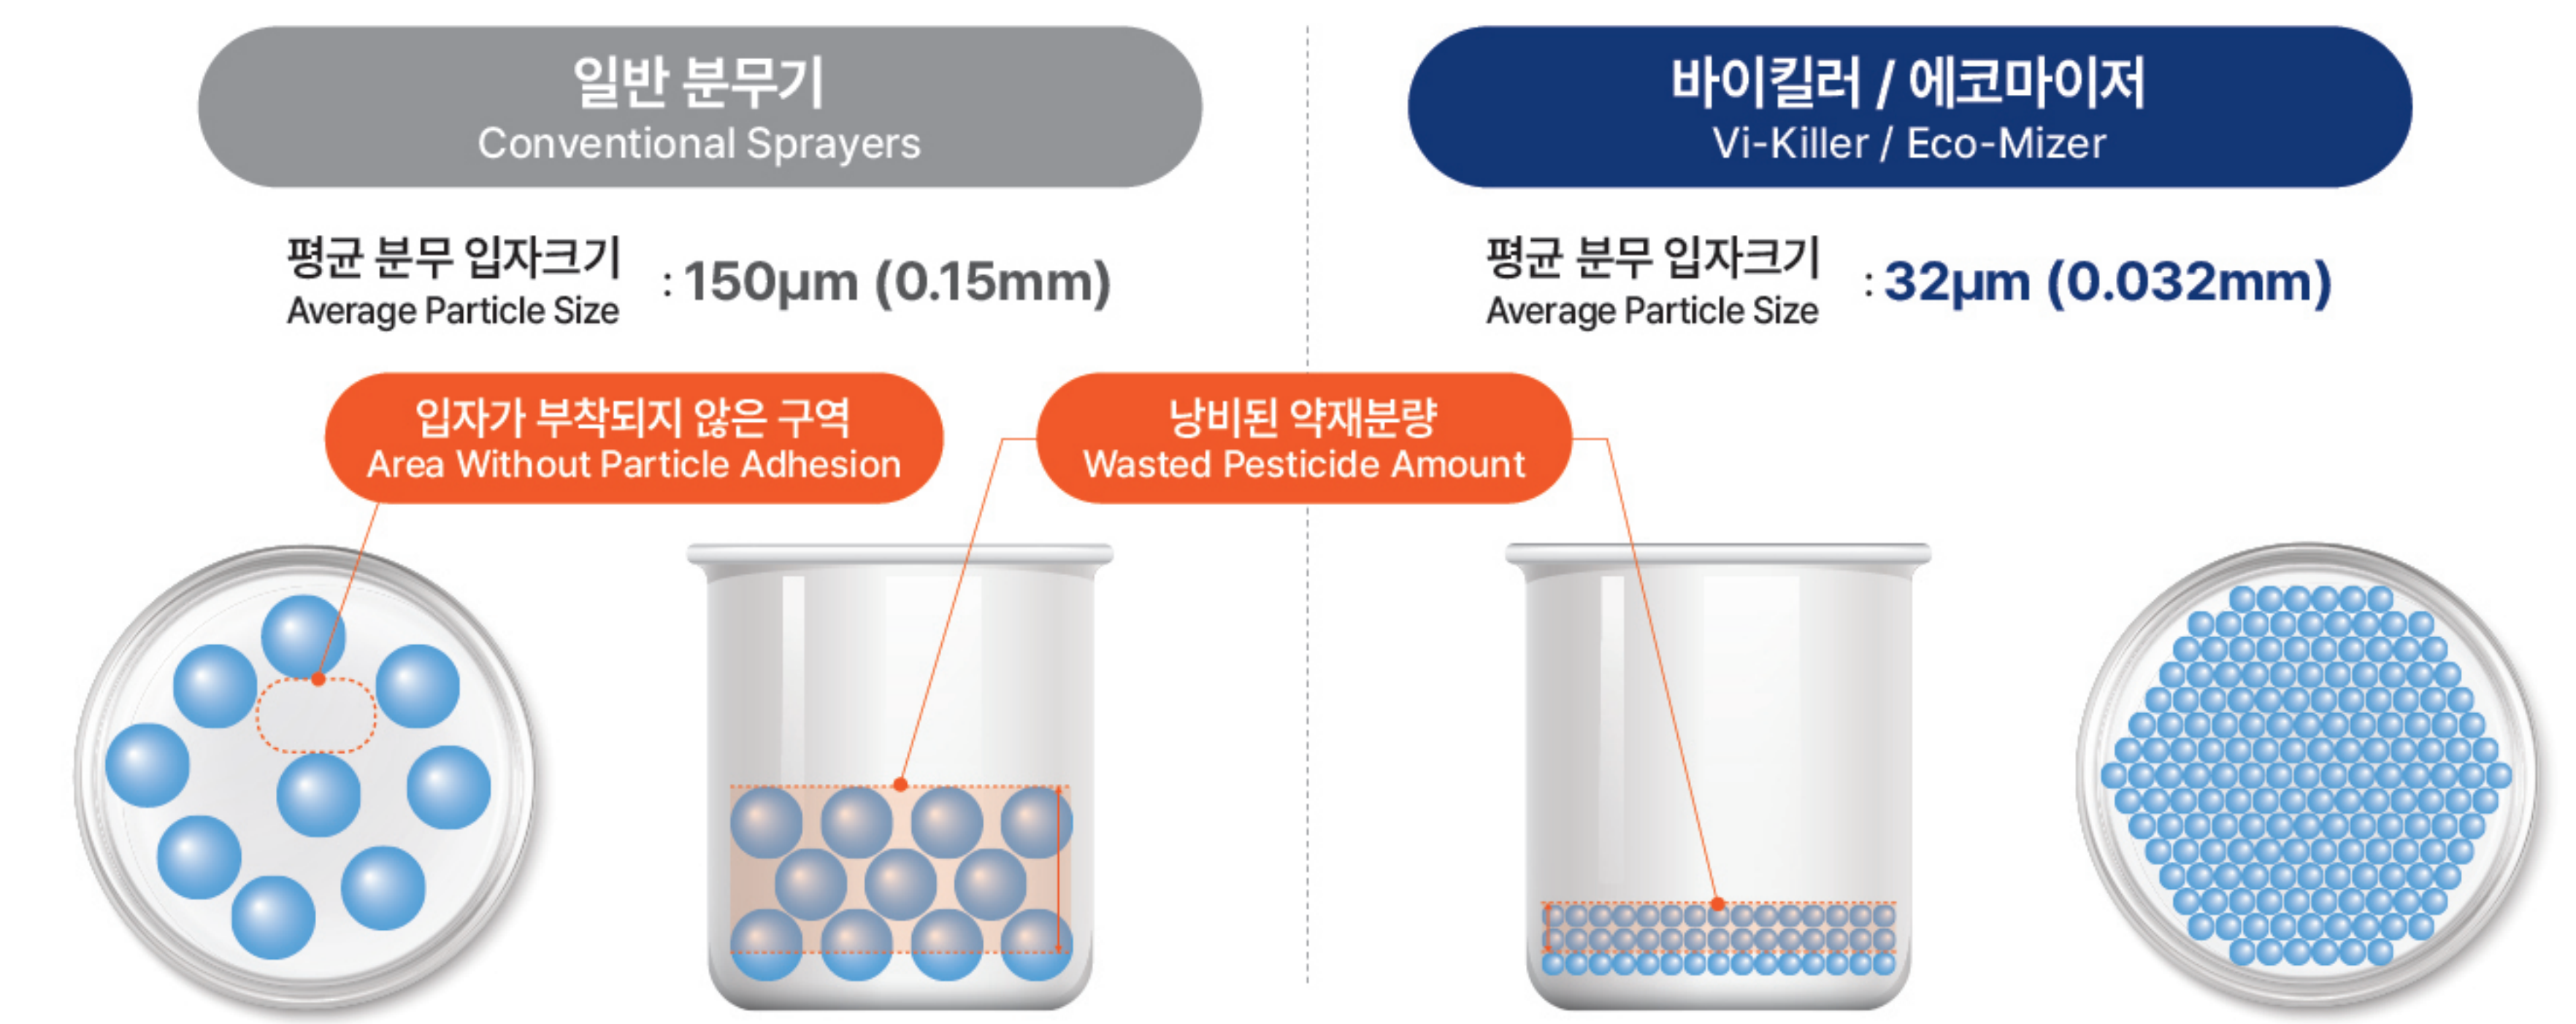 일반 분무기
Conventional Sprayers
평균 분무 입자크기
Average Particle Size
: 150μm (0.15mm)
바이킬러 / 에코마이저
Vi-Killer / Eco-Mizer
평균 분무 입자크기
Average Particle Size
: 32μm (0.032mm)
입자가 부착되지 않은 구역
Area Without Particle Adhesion
낭비된 약재분량
Wasted Pesticide Amount